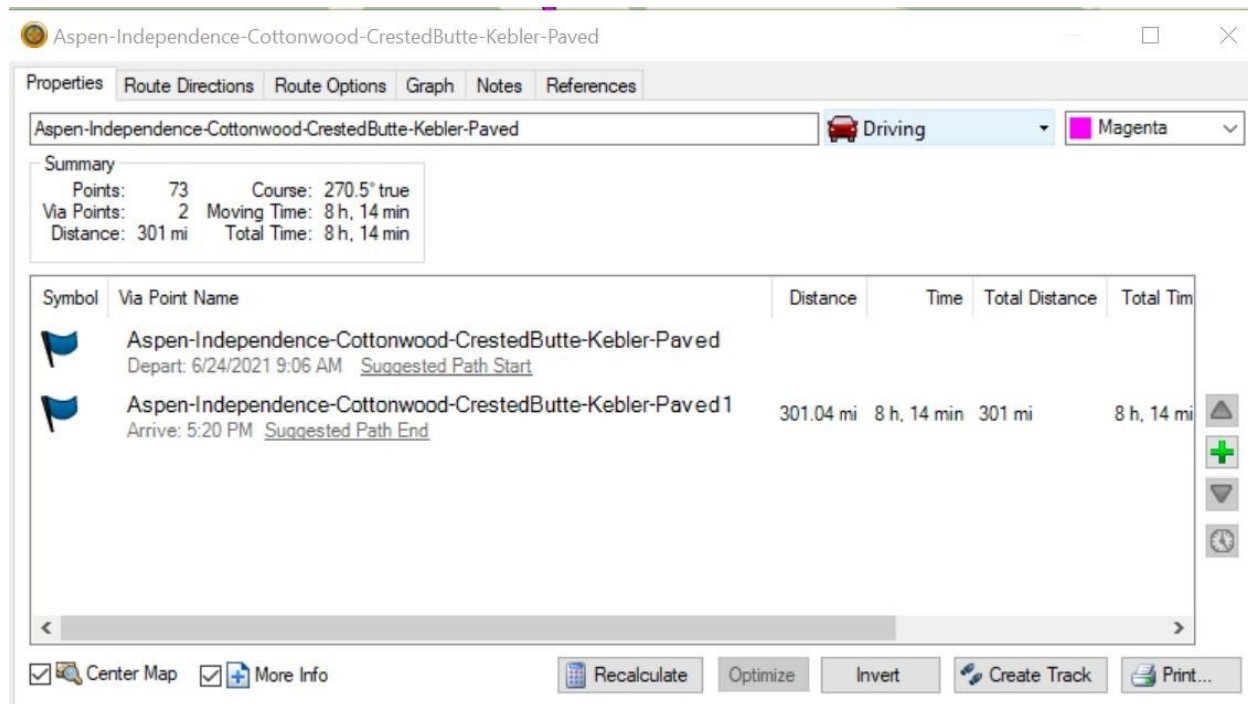 Aspen-Independence-Cottonwood-CrestedButte-Kebler-Paved
Properties Route Directions Route Options Graph Notes References
Aspen-Independence-Cottonwood-CrestedButte-Kebler-Paved Driving Magenta
Summary
Points: 73 Course: 270.5° true
Via Points: 2 Moving Time: 8 h, 14 min
Distance: 301 mi Total Time: 8 h, 14 min
Symbol Via Point Name Distance Time Total Distance Total Tim
Aspen-Independence-Cottonwood-CrestedButte-Kebler-Paved
Depart: 6/24/2021 9:06 AM Suggested Path Start
Aspen-Independence-Cottonwood-CrestedButte-Kebler-Paved1 301.04 mi 8 h, 14 min 301 mi 8 h, 14 mi
Arrive: 5:20 PM Suggested Path End
Center Map More Info Recalculate Optimize Invert Create Track Print...